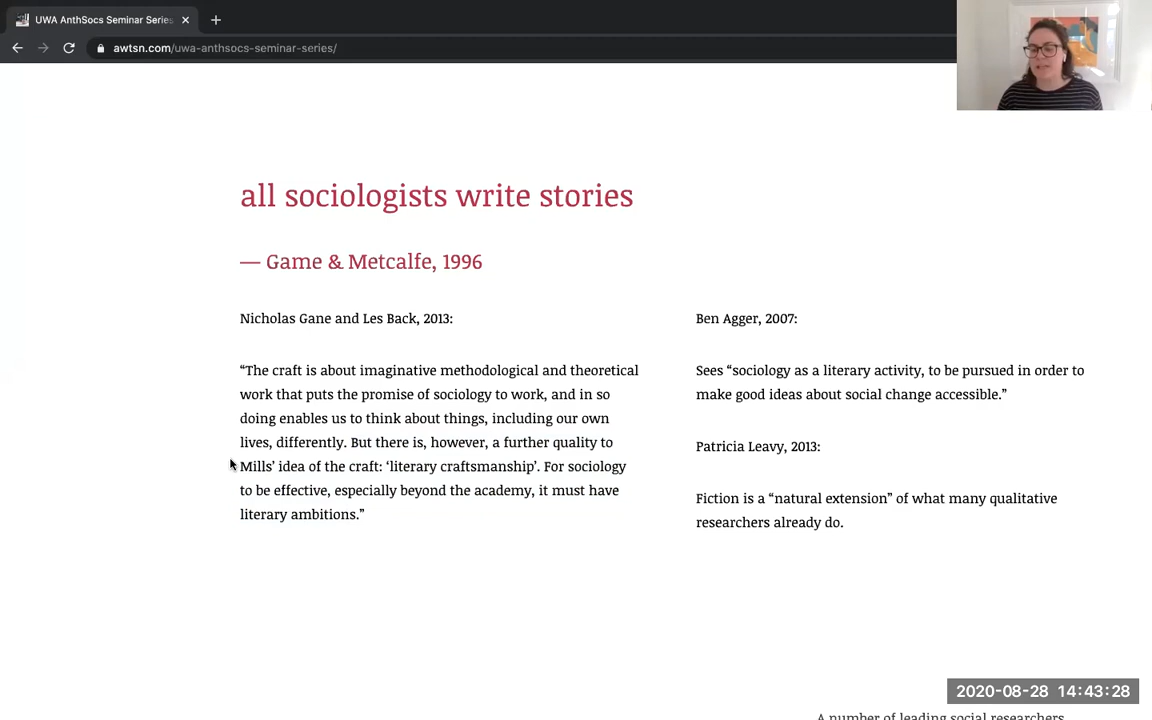 UWA AnthSocs Seminar Series
awtsn.com/uwa-anthsocs-seminar-series/
all sociologists write stories
— Game & Metcalfe, 1996
Nicholas Gane and Les Back, 2013:
“The craft is about imaginative methodological and theoretical
work that puts the promise of sociology to work, and in so
doing enables us to think about things, including our own
lives, differently. But there is, however, a further quality to
Mills’ idea of the craft: ‘literary craftsmanship’. For sociology
to be effective, especially beyond the academy, it must have
literary ambitions.”
Ben Agger, 2007:
Sees “sociology as a literary activity, to be pursued in order to
make good ideas about social change accessible.”
Patricia Leavy, 2013:
Fiction is a “natural extension” of what many qualitative
researchers already do.
A number of leading social researchers
2020-08-28 14:43:28